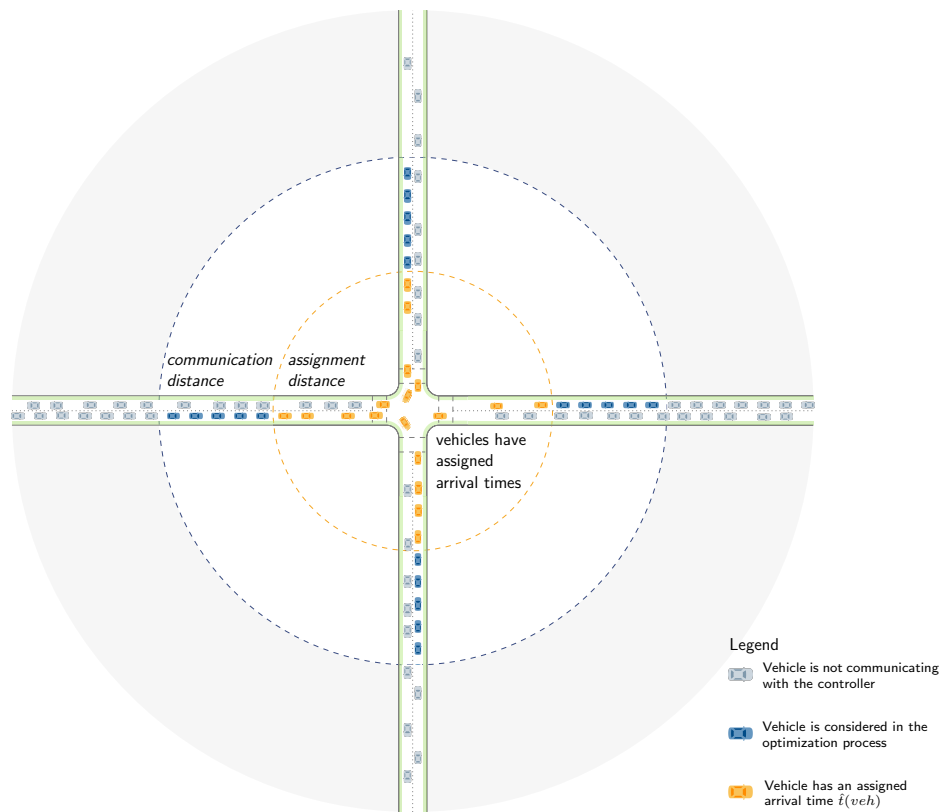 communication
distance
assignment
distance
vehicles have
assigned
arrival times
Legend
Vehicle is not communicating
with the controller
Vehicle is considered in the
optimization process
Vehicle has an assigned
arrival time t̂(veh)